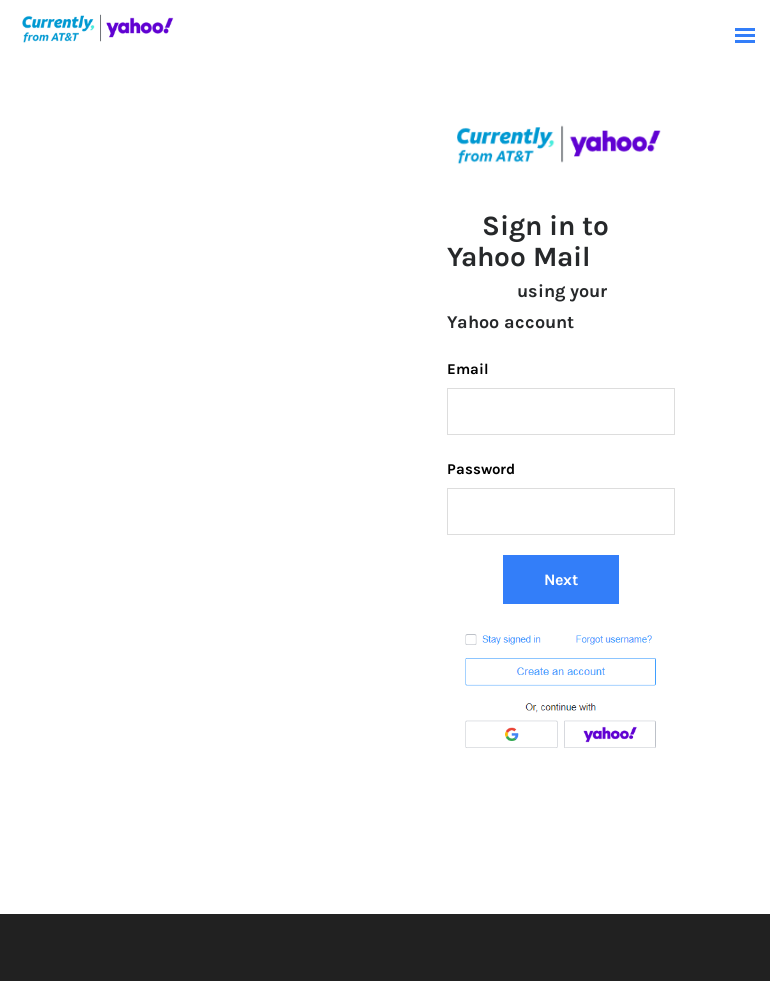 Currently, yahoo!
from AT&T
Currently, yahoo!
from AT&T
Sign in to
Yahoo Mail
using your
Yahoo account
Email
Password
Next
Stay signed in Forgot username?
Create an account
Or, continue with
G yahoo!